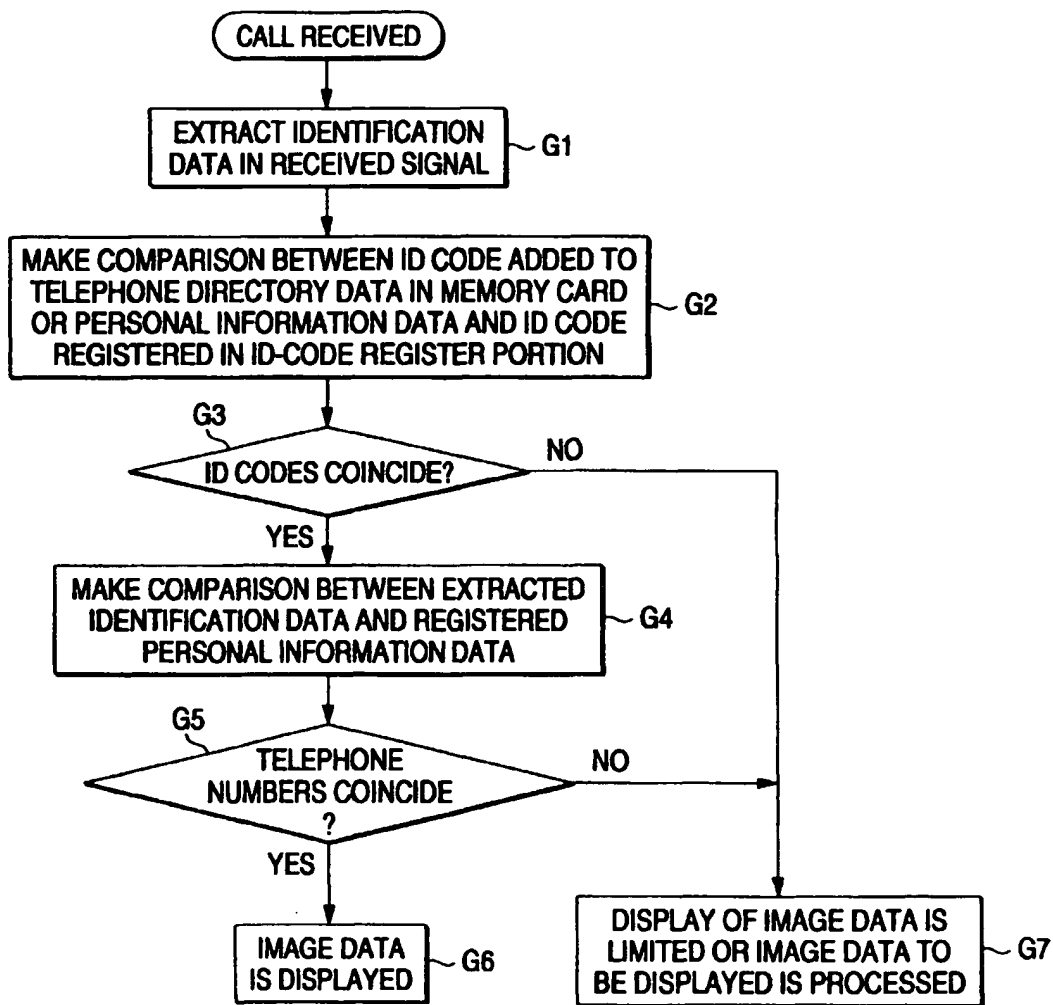 CALL RECEIVED
EXTRACT IDENTIFICATION
DATA IN RECEIVED SIGNAL
G1
MAKE COMPARISON BETWEEN ID CODE ADDED TO
TELEPHONE DIRECTORY DATA IN MEMORY CARD
OR PERSONAL INFORMATION DATA AND ID CODE
REGISTERED IN ID-CODE REGISTER PORTION
G2
G3
ID CODES COINCIDE?
NO
YES
MAKE COMPARISON BETWEEN EXTRACTED
IDENTIFICATION DATA AND REGISTERED
PERSONAL INFORMATION DATA
G4
G5
TELEPHONE
NUMBERS COINCIDE
?
NO
YES
IMAGE DATA
IS DISPLAYED
G6
DISPLAY OF IMAGE DATA IS
LIMITED OR IMAGE DATA TO
BE DISPLAYED IS PROCESSED
G7